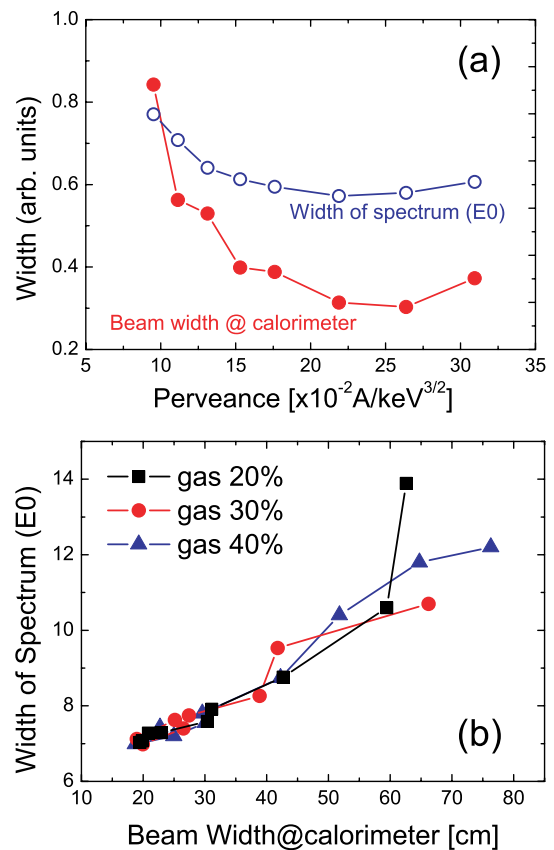 (a)
1.0
0.8
0.6
0.4
0.2
Width (arb. units)
Width of spectrum (E0)
Beam width @ calorimeter
5 10 15 20 25 30 35
Perveance [x10⁻²A/keV³/²]
(b)
14
12
10
8
6
Width of Spectrum (E0)
gas 20%
gas 30%
gas 40%
10 20 30 40 50 60 70 80
Beam Width@calorimeter [cm]